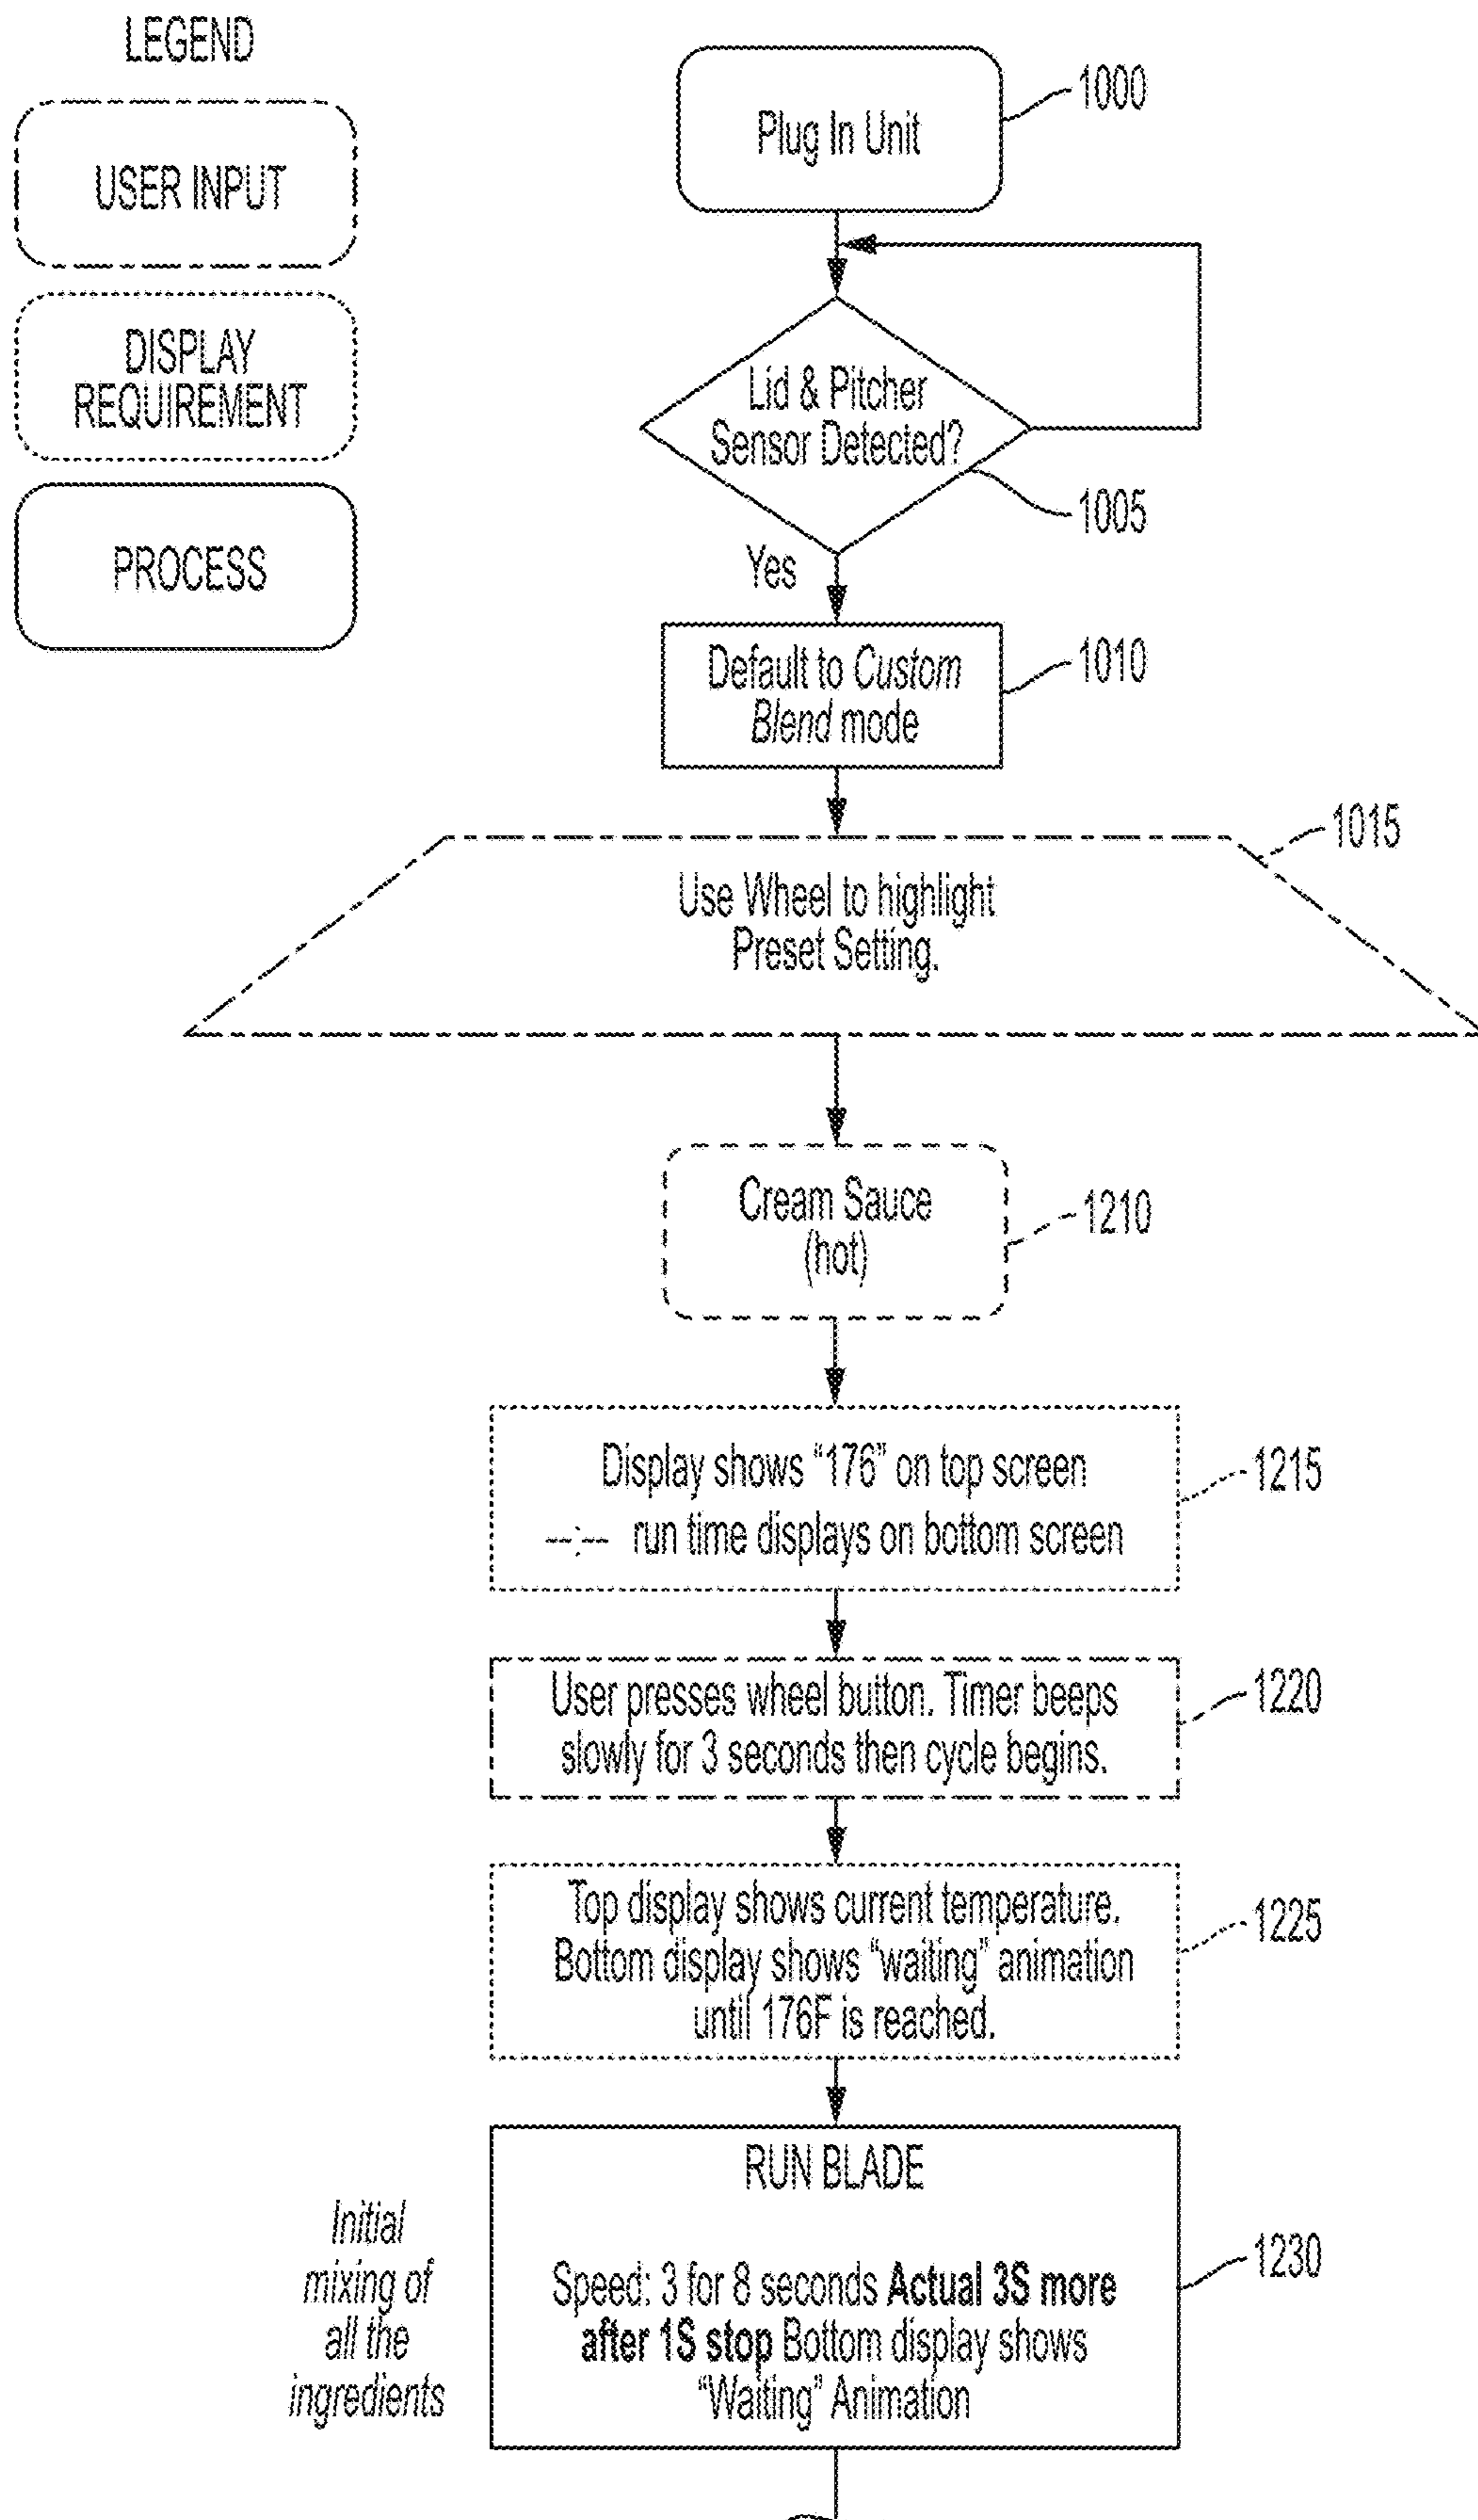 LEGEND
USER INPUT
DISPLAY
REQUIREMENT
PROCESS
Plug In Unit
1000
Lid & Pitcher
Sensor Detected?
1005
Yes
Default to Custom
Blend mode
1010
Use Wheel to highlight
Preset Setting.
1015
Cream Sauce
(hot)
1210
Display shows “176” on top screen
--:-- run time displays on bottom screen
1215
User presses wheel button. Timer beeps
slowly for 3 seconds then cycle begins.
1220
Top display shows current temperature.
Bottom display shows “waiting” animation
until 176F is reached.
1225
Initial
mixing of
all the
ingredients
RUN BLADE
Speed: 3 for 8 seconds Actual 3S more
after 1S stop Bottom display shows
“Waiting” Animation
1230